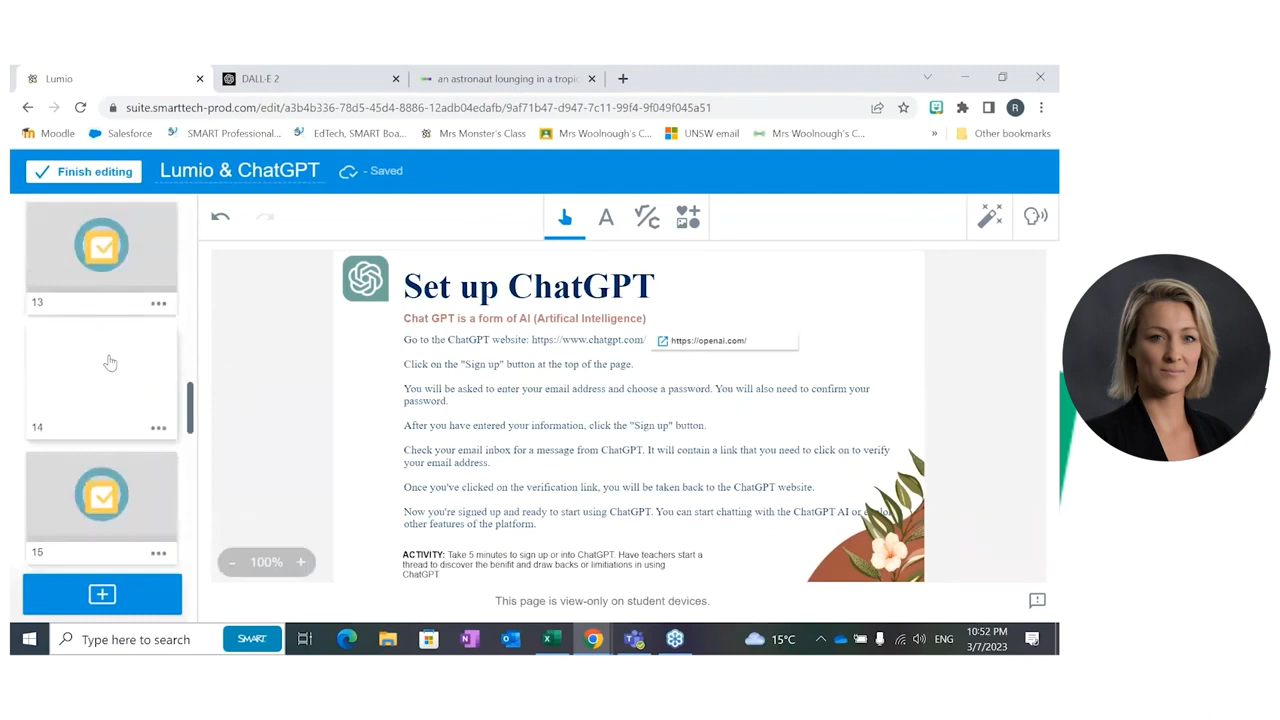 Lumio
DALL·E 2
an astronaut lounging in a tropic
suite.smarttech-prod.com/edit/a3b4b336-78d5-45d4-8886-12adb04edafb/9af71b47-d947-7c11-99f4-9f049f045a51
R
Moodle
Salesforce
SMART Professional...
EdTech, SMART Boa...
Mrs Monster's Class
Mrs Woolnough's C...
UNSW email
Mrs Woolnough's C...
»
Other bookmarks
Finish editing
Lumio & ChatGPT
- Saved
13
14
15
A
Set up ChatGPT
Chat GPT is a form of AI (Artifical Intelligence)
Go to the ChatGPT website: https://www.chatgpt.com/
https://openai.com/
Click on the "Sign up" button at the top of the page.
You will be asked to enter your email address and choose a password. You will also need to confirm your
password.
After you have entered your information, click the "Sign up" button.
Check your email inbox for a message from ChatGPT. It will contain a link that you need to click on to verify
your email address.
Once you've clicked on the verification link, you will be taken back to the ChatGPT website.
Now you're signed up and ready to start using ChatGPT. You can start chatting with the ChatGPT AI or
other features of the platform.
ACTIVITY: Take 5 minutes to sign up or into ChatGPT. Have teachers start a
thread to discover the benifit and draw backs or limitiations in using
ChatGPT
- 100% +
This page is view-only on student devices.
Type here to search
SMART
15°C
ENG
10:52 PM
3/7/2023